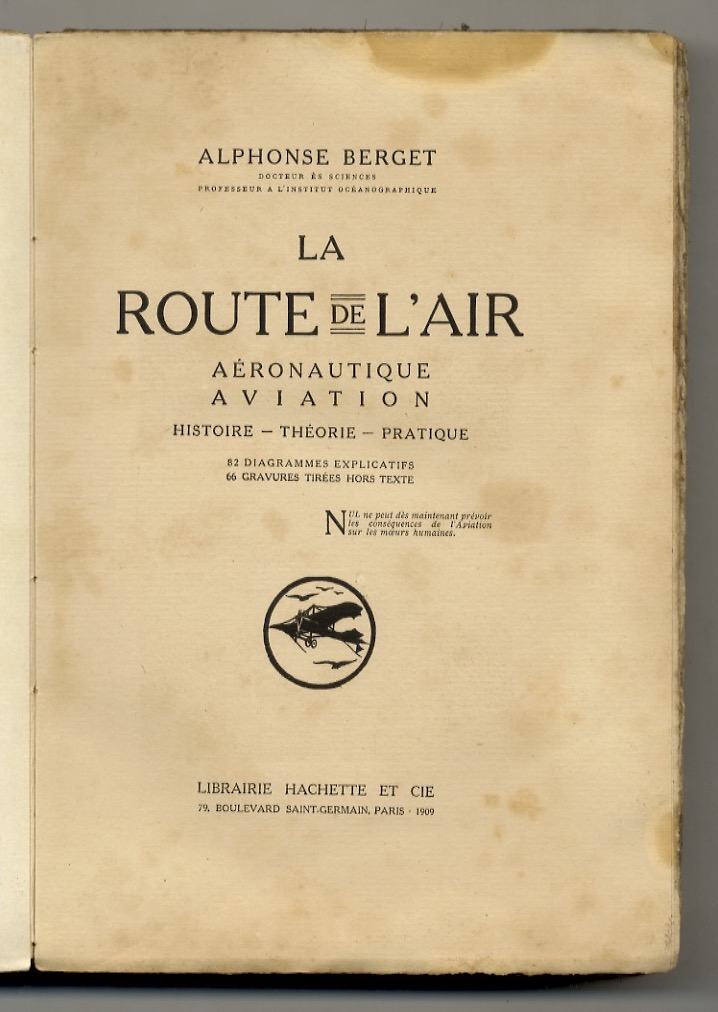 ALPHONSE BERGET
DOCTEUR ÈS SCIENCES
PROFESSEUR A L'INSTITUT OCÉANOGRAPHIQUE
LA
ROUTE DE L'AIR
AÉRONAUTIQUE
AVIATION
HISTOIRE — THÉORIE — PRATIQUE
82 DIAGRAMMES EXPLICATIFS
66 GRAVURES TIRÉES HORS TEXTE
NUL ne peut dès maintenant prévoir
les conséquences de l'Aviation
sur les mœurs humaines.
LIBRAIRIE HACHETTE ET CIE
79, BOULEVARD SAINT-GERMAIN, PARIS · 1909